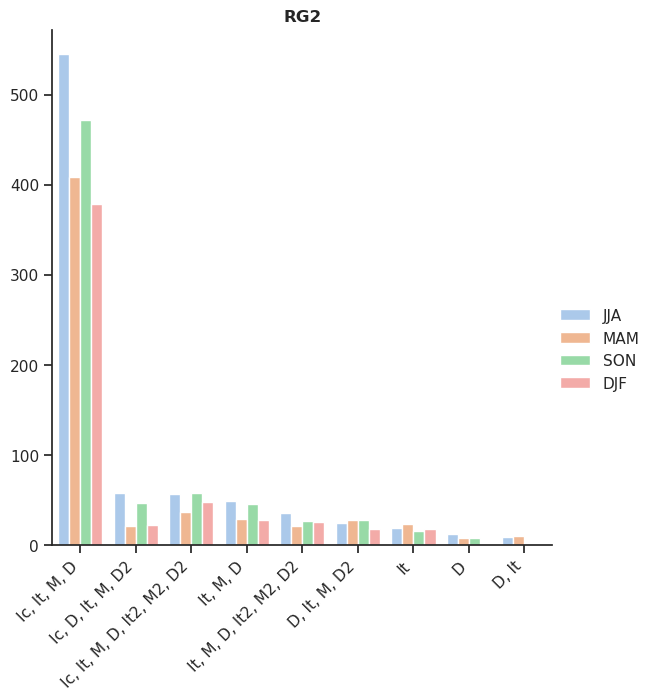 RG2
500
400
300
200
100
0
JJA
MAM
SON
DJF
Ic, It, M, D
Ic, D, It, M, D2
Ic, It, M, D, It2, M2, D2
It, M, D
It, M, D, It2, M2, D2
D, It, M, D2
It
D
D, It